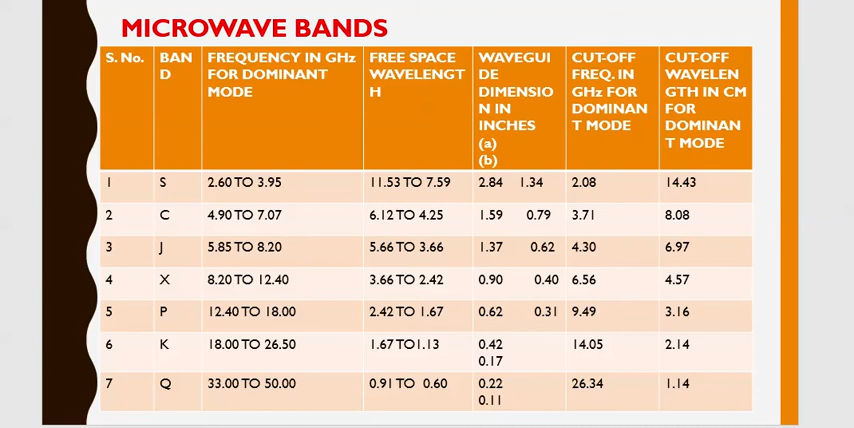 MICROWAVE BANDS
S. No. BAN FREQUENCY IN GHz FREE SPACE WAVEGUI CUT-OFF CUT-OFF
D FOR DOMINANT WAVELENGT DE FREQ. IN WAVELEN
MODE H DIMENSIO GHz FOR GTH IN CM
N IN DOMINAN FOR
INCHES T MODE DOMINAN
(a) T MODE
(b)
1 S 2.60 TO 3.95 11.53 TO 7.59 2.84 1.34 2.08 14.43
2 C 4.90 TO 7.07 6.12 TO 4.25 1.59 0.79 3.71 8.08
3 J 5.85 TO 8.20 5.66 TO 3.66 1.37 0.62 4.30 6.97
4 X 8.20 TO 12.40 3.66 TO 2.42 0.90 0.40 6.56 4.57
5 P 12.40 TO 18.00 2.42 TO 1.67 0.62 0.31 9.49 3.16
6 K 18.00 TO 26.50 1.67 TO1.13 0.42 14.05 2.14
0.17
7 Q 33.00 TO 50.00 0.91 TO 0.60 0.22 26.34 1.14
0.11